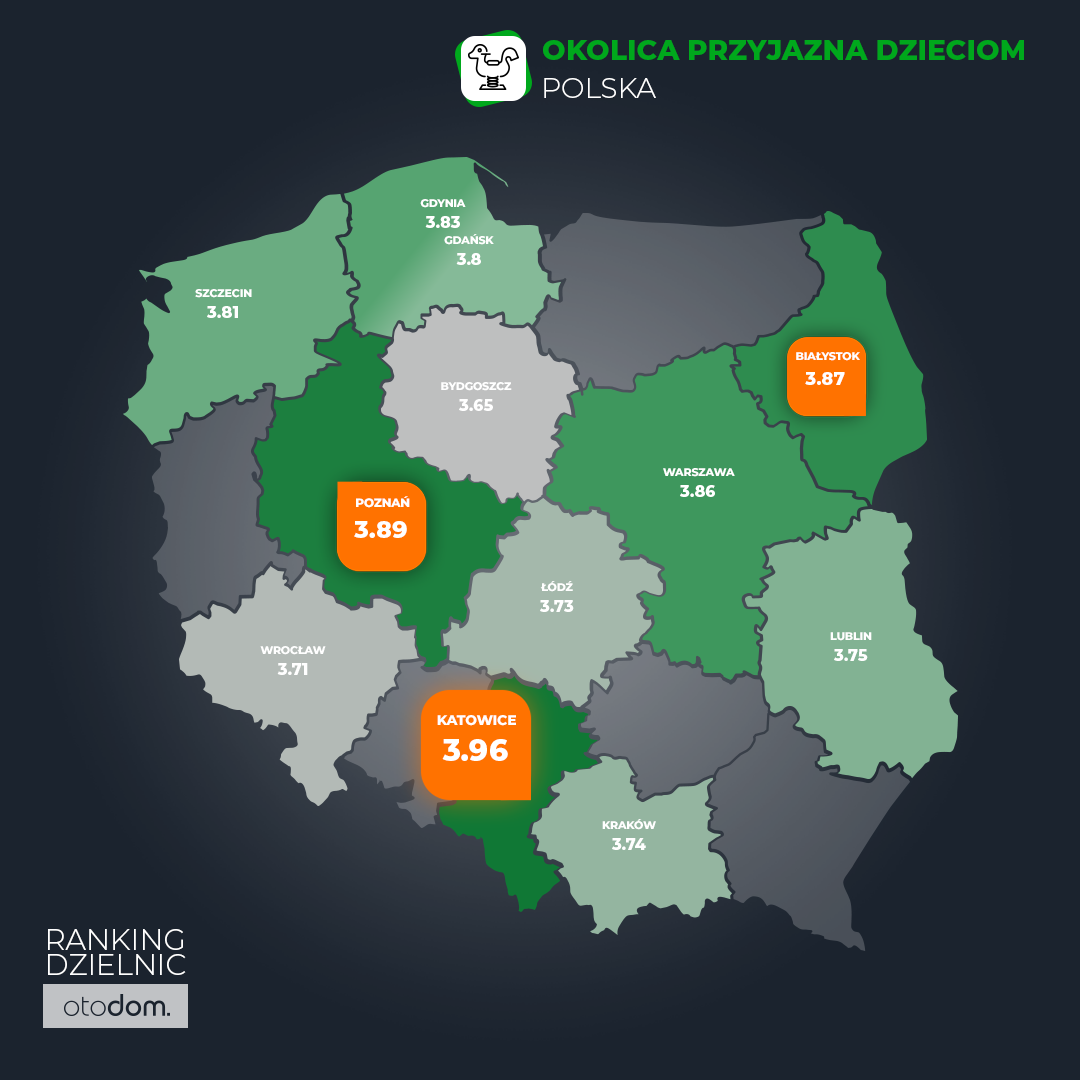 OKOLICA PRZYJAZNA DZIECIOM
POLSKA
GDYNIA
3.83
GDAŃSK
3.8
SZCZECIN
3.81
BIAŁYSTOK
3.87
BYDGOSZCZ
3.65
WARSZAWA
3.86
POZNAŃ
3.89
ŁÓDŹ
3.73
LUBLIN
3.75
WROCŁAW
3.71
KATOWICE
3.96
KRAKÓW
3.74
RANKING
DZIELNIC
otodom.